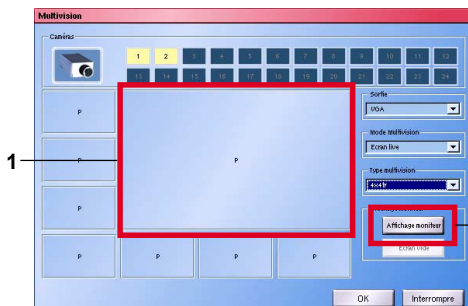 Multivision
Caméras
1 2 3 4 5 6 7 8 9 10 11 12
13 14 15 16 17 18 19 20 21 22 23 24
Sortie
VGA
P
Mode Multivision
Ecran live
1
P
P
Type multivision
P
Affichage moniteur
Ecran vide
P
P
P
P
OK
Interrompre